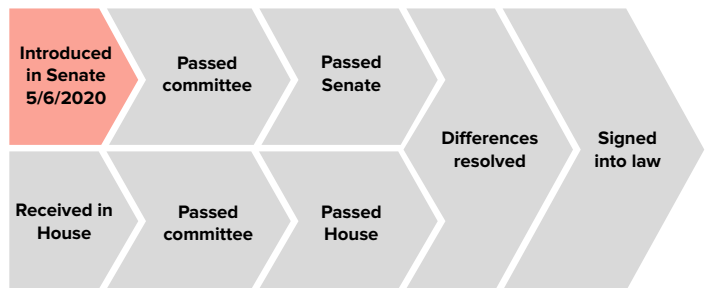 Introduced
in Senate
5/6/2020
Passed
committee
Passed
Senate
Differences
resolved
Signed
into law
Received in
House
Passed
committee
Passed
House